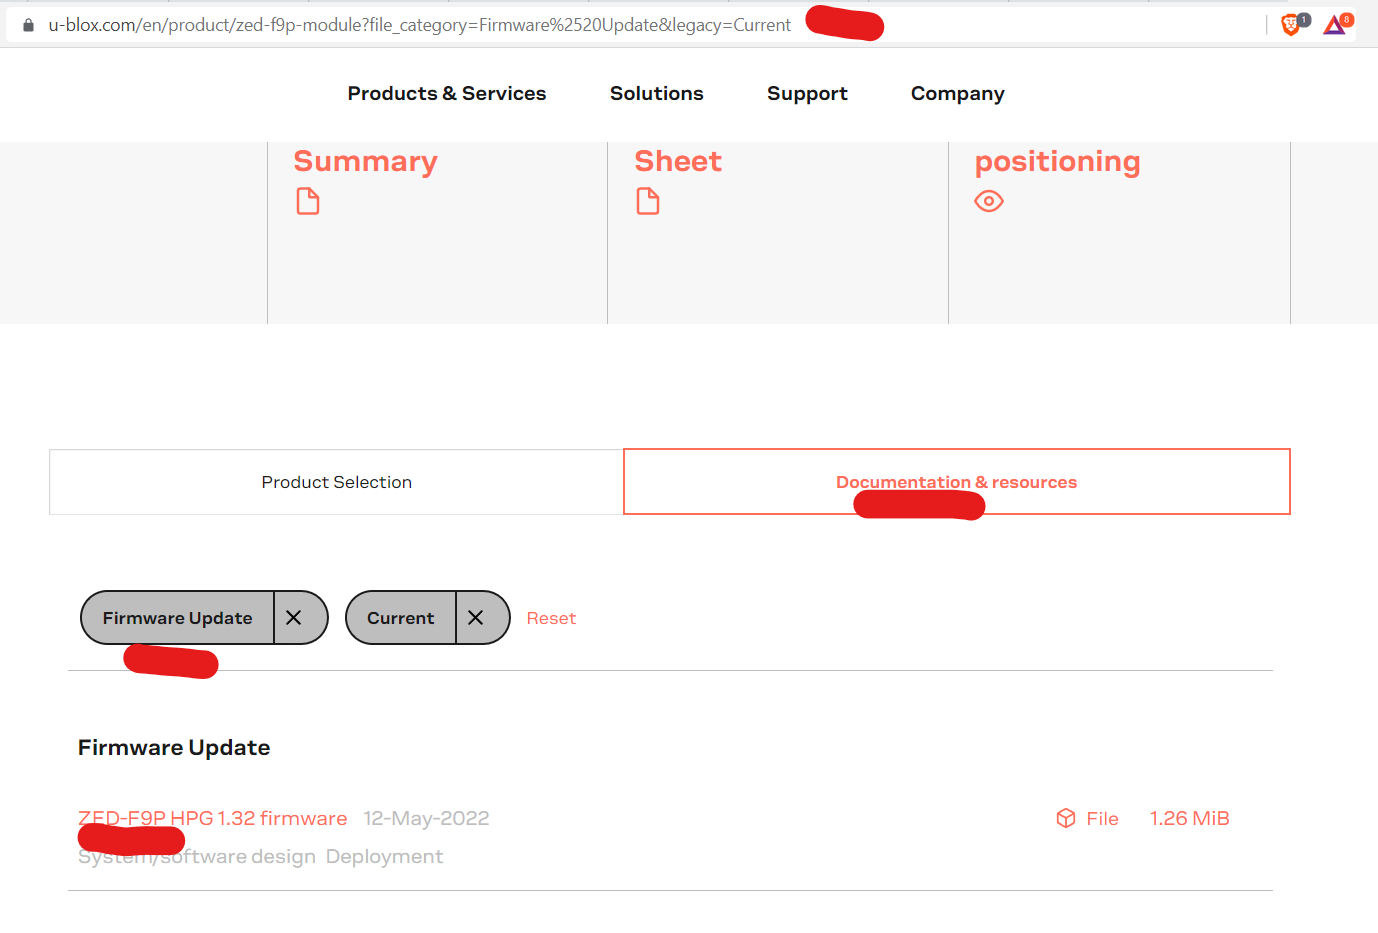 u-blox.com/en/product/zed-f9p-module?file_category=Firmware%2520Update&legacy=Current
1
8
Products & Services Solutions Support Company
Summary Sheet positioning
Product Selection Documentation & resources
Firmware Update Current Reset
Firmware Update
ZED-F9P HPG 1.32 firmware 12-May-2022 File 1.26 MiB
System/software design Deployment